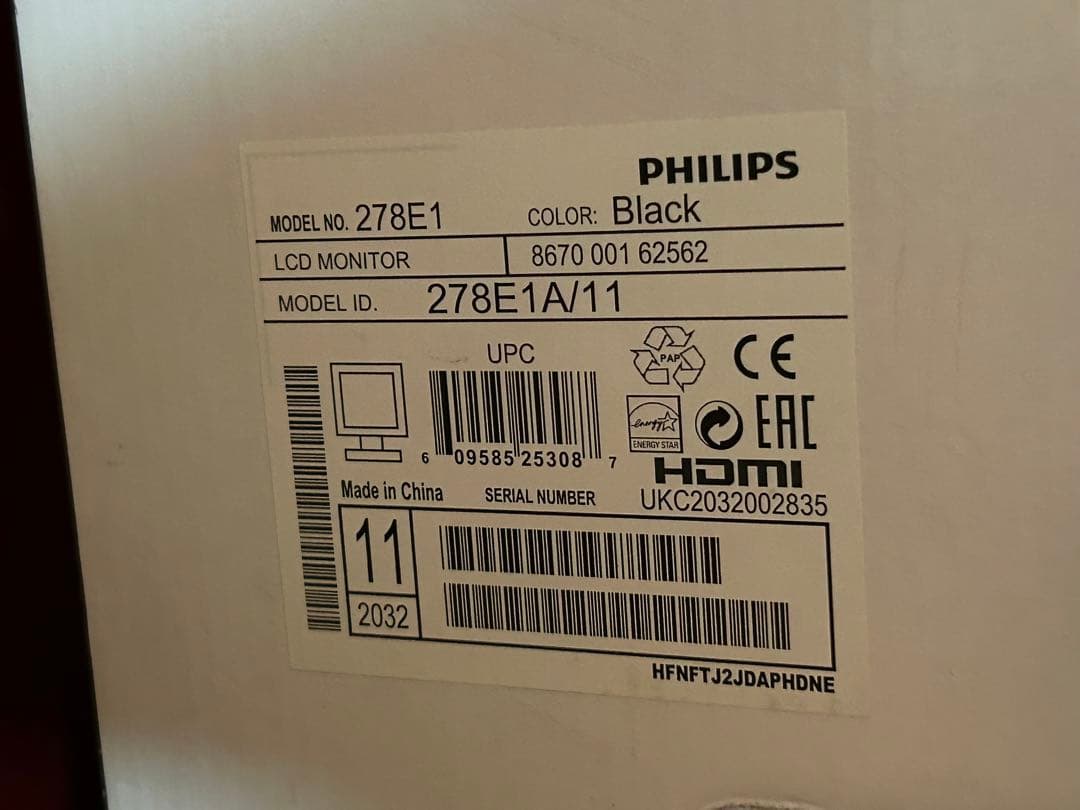 PHILIPS
MODEL NO. 278E1 COLOR: Black
LCD MONITOR 8670 001 62562
MODEL ID. 278E1A/11
UPC
PAP
CE
energy
ENERGY STAR
EAC
6 09585 25308 7
HDMI
Made in China SERIAL NUMBER UKC2032002835
11
2032
HFNFTJ2JDAPHDNE